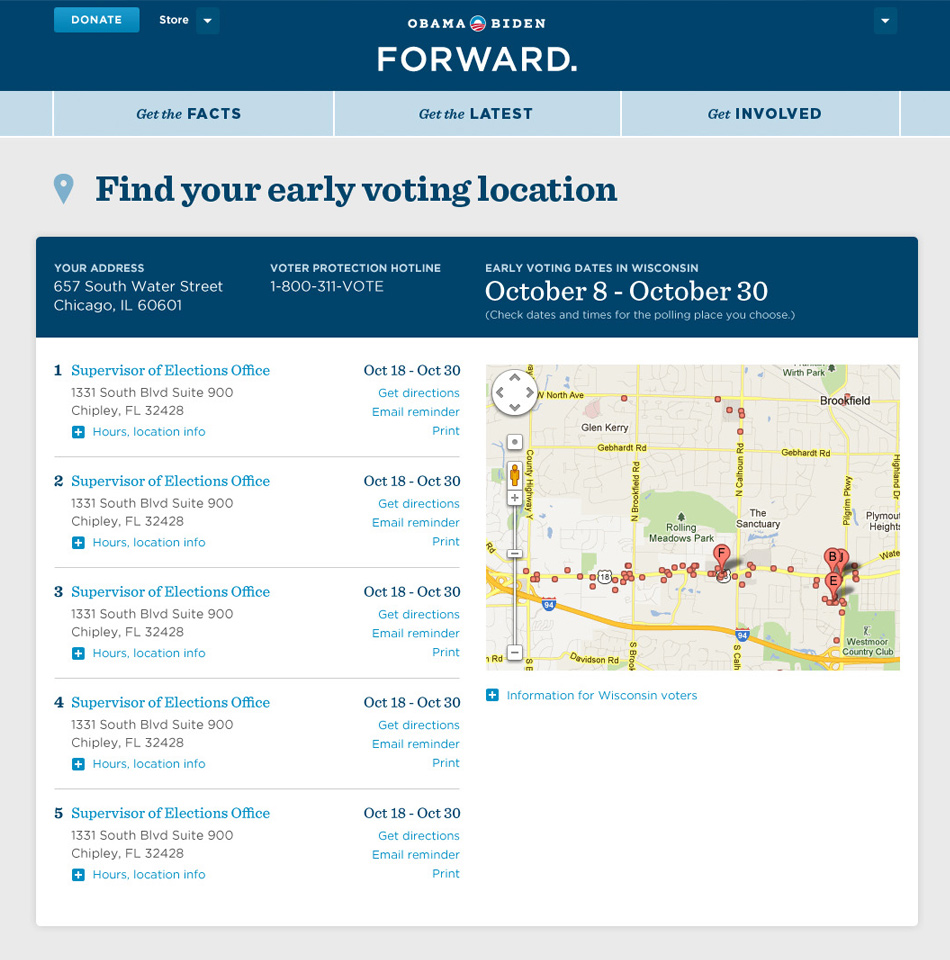 DONATE
Store
OBAMA BIDEN
FORWARD.
Get the FACTS
Get the LATEST
Get INVOLVED
Find your early voting location
YOUR ADDRESS
657 South Water Street
Chicago, IL 60601
VOTER PROTECTION HOTLINE
1-800-311-VOTE
EARLY VOTING DATES IN WISCONSIN
October 8 - October 30
(Check dates and times for the polling place you choose.)
1 Supervisor of Elections Office
1331 South Blvd Suite 900
Chipley, FL 32428
Hours, location info
Oct 18 - Oct 30
Get directions
Email reminder
Print
2 Supervisor of Elections Office
1331 South Blvd Suite 900
Chipley, FL 32428
Hours, location info
Oct 18 - Oct 30
Get directions
Email reminder
Print
3 Supervisor of Elections Office
1331 South Blvd Suite 900
Chipley, FL 32428
Hours, location info
Oct 18 - Oct 30
Get directions
Email reminder
Print
4 Supervisor of Elections Office
1331 South Blvd Suite 900
Chipley, FL 32428
Hours, location info
Oct 18 - Oct 30
Get directions
Email reminder
Print
5 Supervisor of Elections Office
1331 South Blvd Suite 900
Chipley, FL 32428
Hours, location info
Oct 18 - Oct 30
Get directions
Email reminder
Print
Wirth Park
W North Ave
Brookfield
Glen Kerry
Gebhardt Rd
Gebhardt Rd
County Highway Y
N Brookfield Rd
N Calhoun Rd
Pilgrim Pkwy
Highland Dr
The
Sanctuary
Plymou
Heights
Rolling
Meadows Park
Rd
F
B
J
E
Wate
18
94
94
Westmoor
Country Club
n Rd
S E
Davidson Rd
S Broo
S Calh
Information for Wisconsin voters